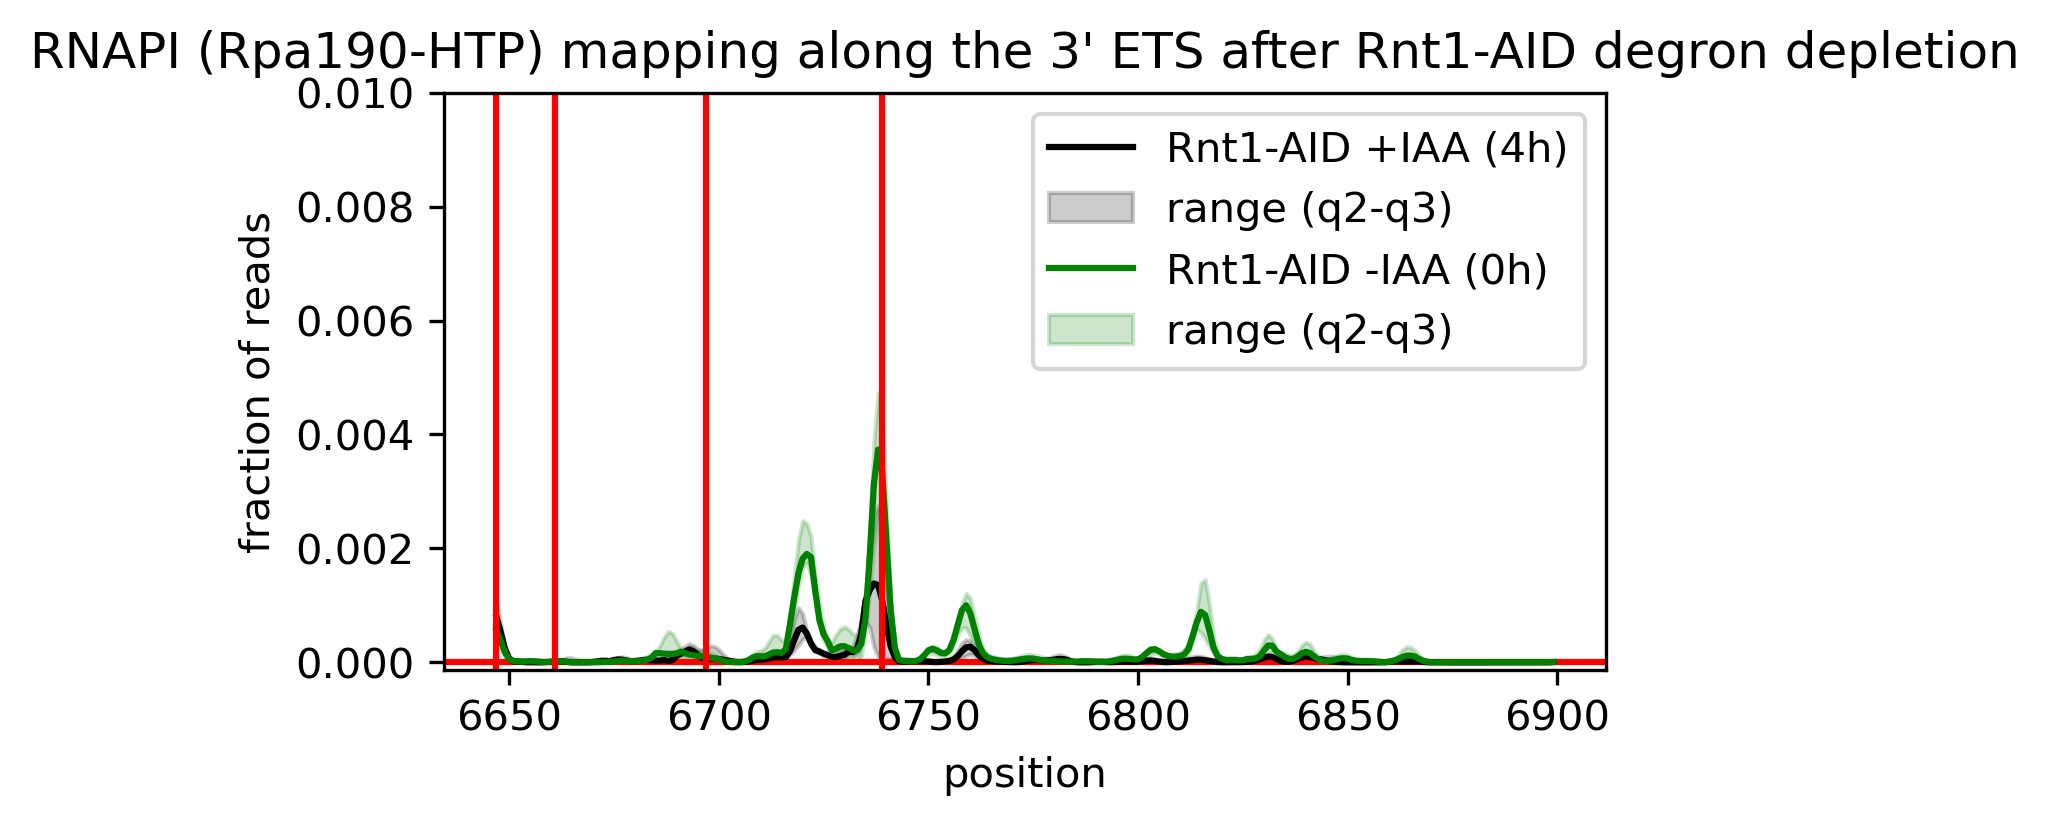 RNAPI (Rpa190-HTP) mapping along the 3' ETS after Rnt1-AID degron depletion
0.010
0.008
0.006
0.004
0.002
0.000
fraction of reads
Rnt1-AID +IAA (4h)
range (q2-q3)
Rnt1-AID -IAA (0h)
range (q2-q3)
6650 6700 6750 6800 6850 6900
position